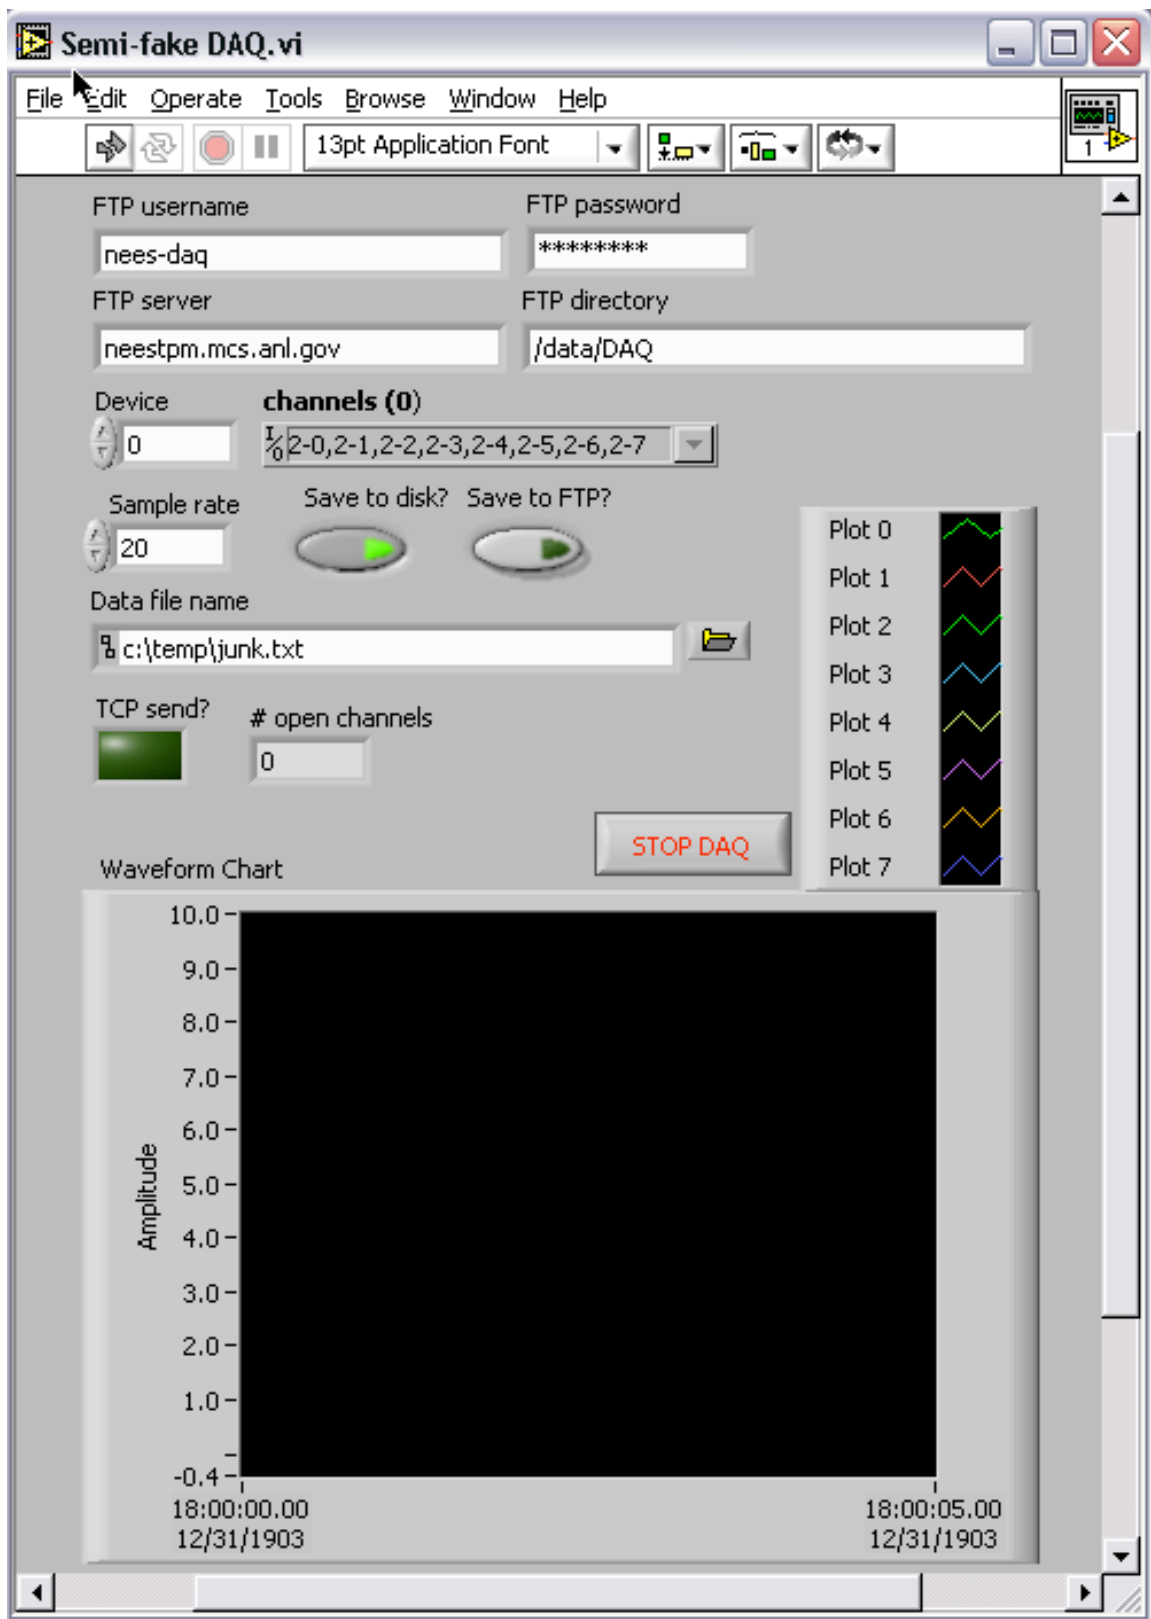 Semi-fake DAQ.vi
File Edit Operate Tools Browse Window Help
13pt Application Font
1
FTP username
FTP password
nees-daq
********
FTP server
FTP directory
neestpm.mcs.anl.gov
/data/DAQ
Device
channels (0)
0
I/0 2-0,2-1,2-2,2-3,2-4,2-5,2-6,2-7
Sample rate
Save to disk?
Save to FTP?
20
Data file name
c:\temp\junk.txt
TCP send?
# open channels
0
Plot 0
Plot 1
Plot 2
Plot 3
Plot 4
Plot 5
Plot 6
Plot 7
STOP DAQ
Waveform Chart
10.0
9.0
8.0
7.0
6.0
5.0
4.0
3.0
2.0
1.0
-0.4
Amplitude
18:00:00.00
12/31/1903
18:00:05.00
12/31/1903